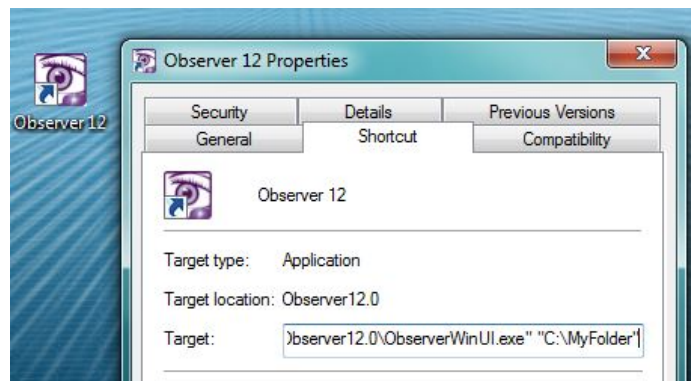 Observer 12 Properties
Observer 12
Security Details Previous Versions
General Shortcut Compatibility
Observer 12
Target type: Application
Target location: Observer12.0
Target: bserver12.0\ObserverWinUI.exe" "C:\MyFolder"